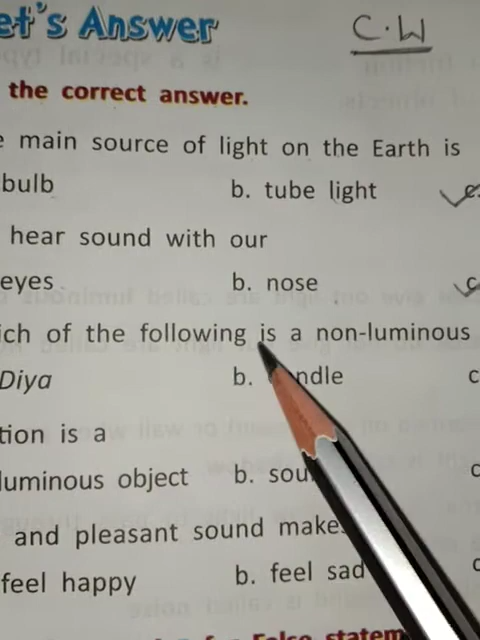 et's Answer
C.W
the correct answer.
main source of light on the Earth is
bulb
b. tube light
c.
hear sound with our
eyes
b. nose
c
ich of the following is a non-luminous
Diya
b. ndle
c
tion is a
luminous object
b. sou
c
and pleasant sound make
feel happy
b. feel sad
c
False statem